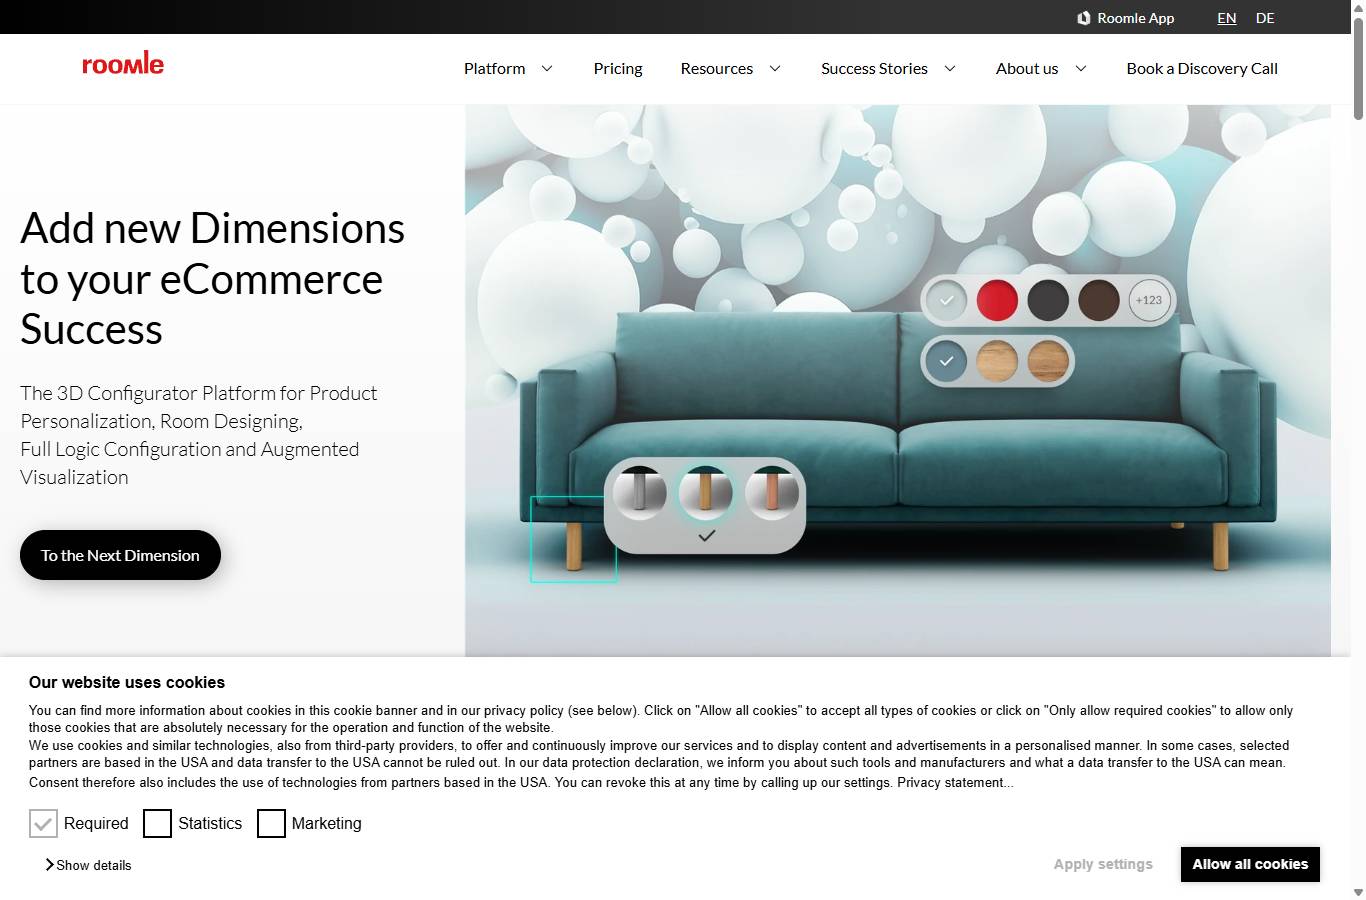 Roomle App
EN
DE
roomle
Platform
Pricing
Resources
Success Stories
About us
Book a Discovery Call
Add new Dimensions
to your eCommerce
Success
The 3D Configurator Platform for Product
Personalization, Room Designing,
Full Logic Configuration and Augmented
Visualization
To the Next Dimension
+123
Our website uses cookies
You can find more information about cookies in this cookie banner and in our privacy policy (see below). Click on "Allow all cookies" to accept all types of cookies or click on "Only allow required cookies" to allow only
those cookies that are absolutely necessary for the operation and function of the website.
We use cookies and similar technologies, also from third-party providers, to offer and continuously improve our services and to display content and advertisements in a personalised manner. In some cases, selected
partners are based in the USA and data transfer to the USA cannot be ruled out. In our data protection declaration, we inform you about such tools and manufacturers and what a data transfer to the USA can mean.
Consent therefore also includes the use of technologies from partners based in the USA. You can revoke this at any time by calling up our settings. Privacy statement...
Required
Statistics
Marketing
Show details
Apply settings
Allow all cookies